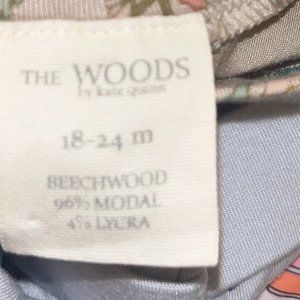 THE WOODS
by kate quinn
18-24 m
BEECHWOOD
96% MODAL
4% LYCRA